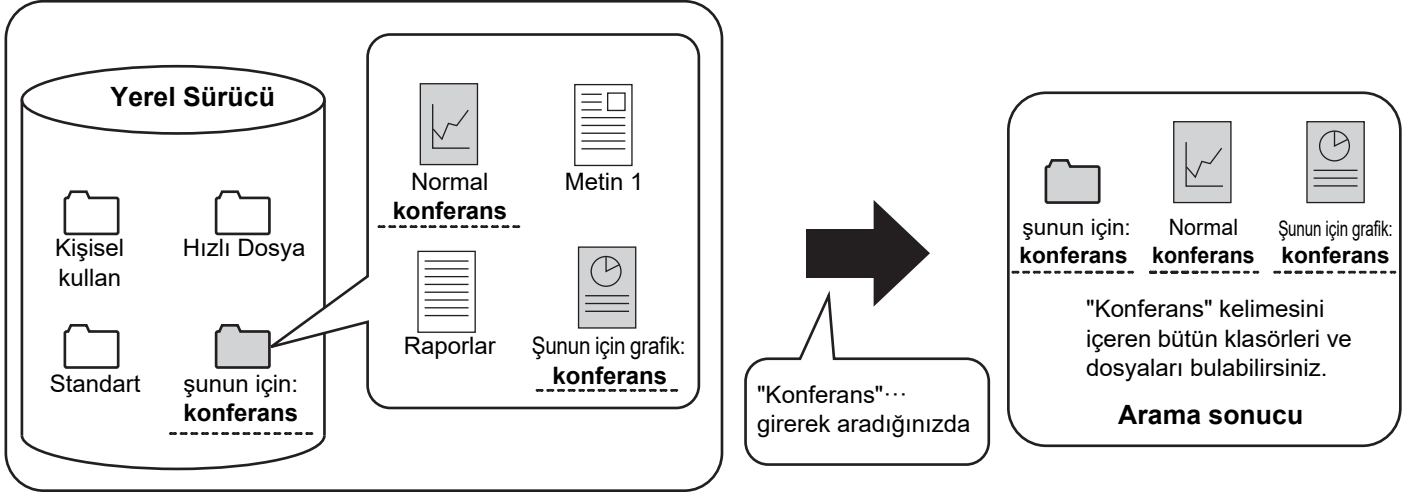 Yerel Sürücü
Kişisel
kullan
Hızlı Dosya
Standart
şunun için:
konferans
Normal
konferans
Metin 1
Raporlar
Şunun için grafik:
konferans
"Konferans"···
girerek aradığınızda
şunun için:
konferans
Normal
konferans
Şunun için grafik:
konferans
"Konferans" kelimesini
içeren bütün klasörleri ve
dosyaları bulabilirsiniz.
Arama sonucu